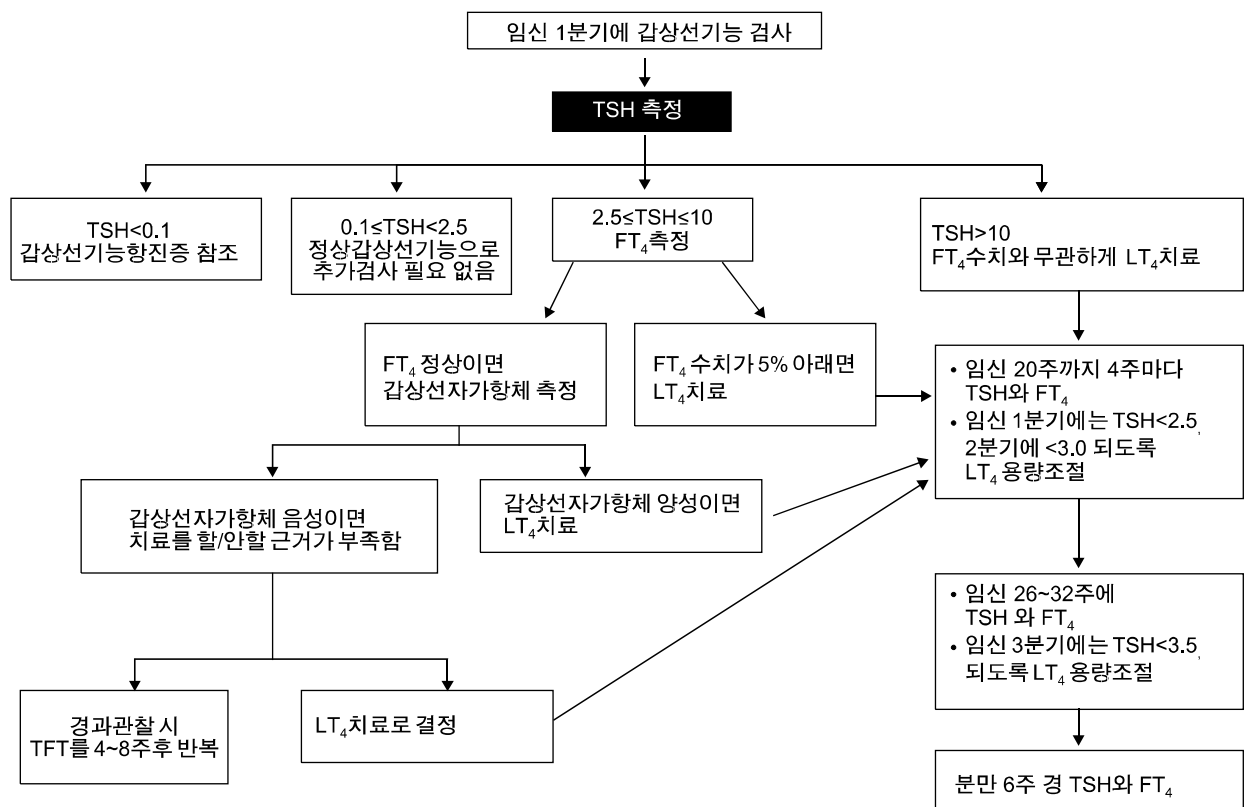 임신 1분기에 갑상선기능 검사
TSH 측정
TSH<0.1
갑상선기능항진증 참조
0.1≤TSH<2.5
정상갑상선기능으로
추가검사 필요 없음
2.5≤TSH≤10
FT₄측정
TSH>10
FT₄수치와 무관하게 LT₄치료
FT₄ 정상이면
갑상선자가항체 측정
FT₄ 수치가 5% 아래면
LT₄치료
• 임신 20주까지 4주마다
TSH와 FT₄
• 임신 1분기에는 TSH<2.5,
2분기에 <3.0 되도록
LT₄ 용량조절
갑상선자가항체 음성이면
치료를 할/안할 근거가 부족함
갑상선자가항체 양성이면
LT₄치료
• 임신 26~32주에
TSH 와 FT₄
• 임신 3분기에는 TSH<3.5,
되도록 LT₄ 용량조절
경과관찰 시
TFT를 4~8주후 반복
LT₄치료로 결정
분만 6주 경 TSH와 FT₄